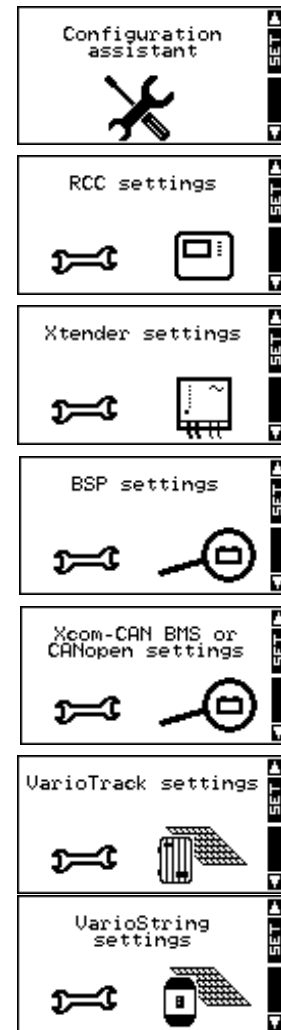 Configuration
assistant
SET
RCC settings
SET
Xtender settings
SET
BSP settings
SET
Xcom-CAN BMS or
CANopen settings
SET
VarioTrack settings
SET
VarioString
settings
SET